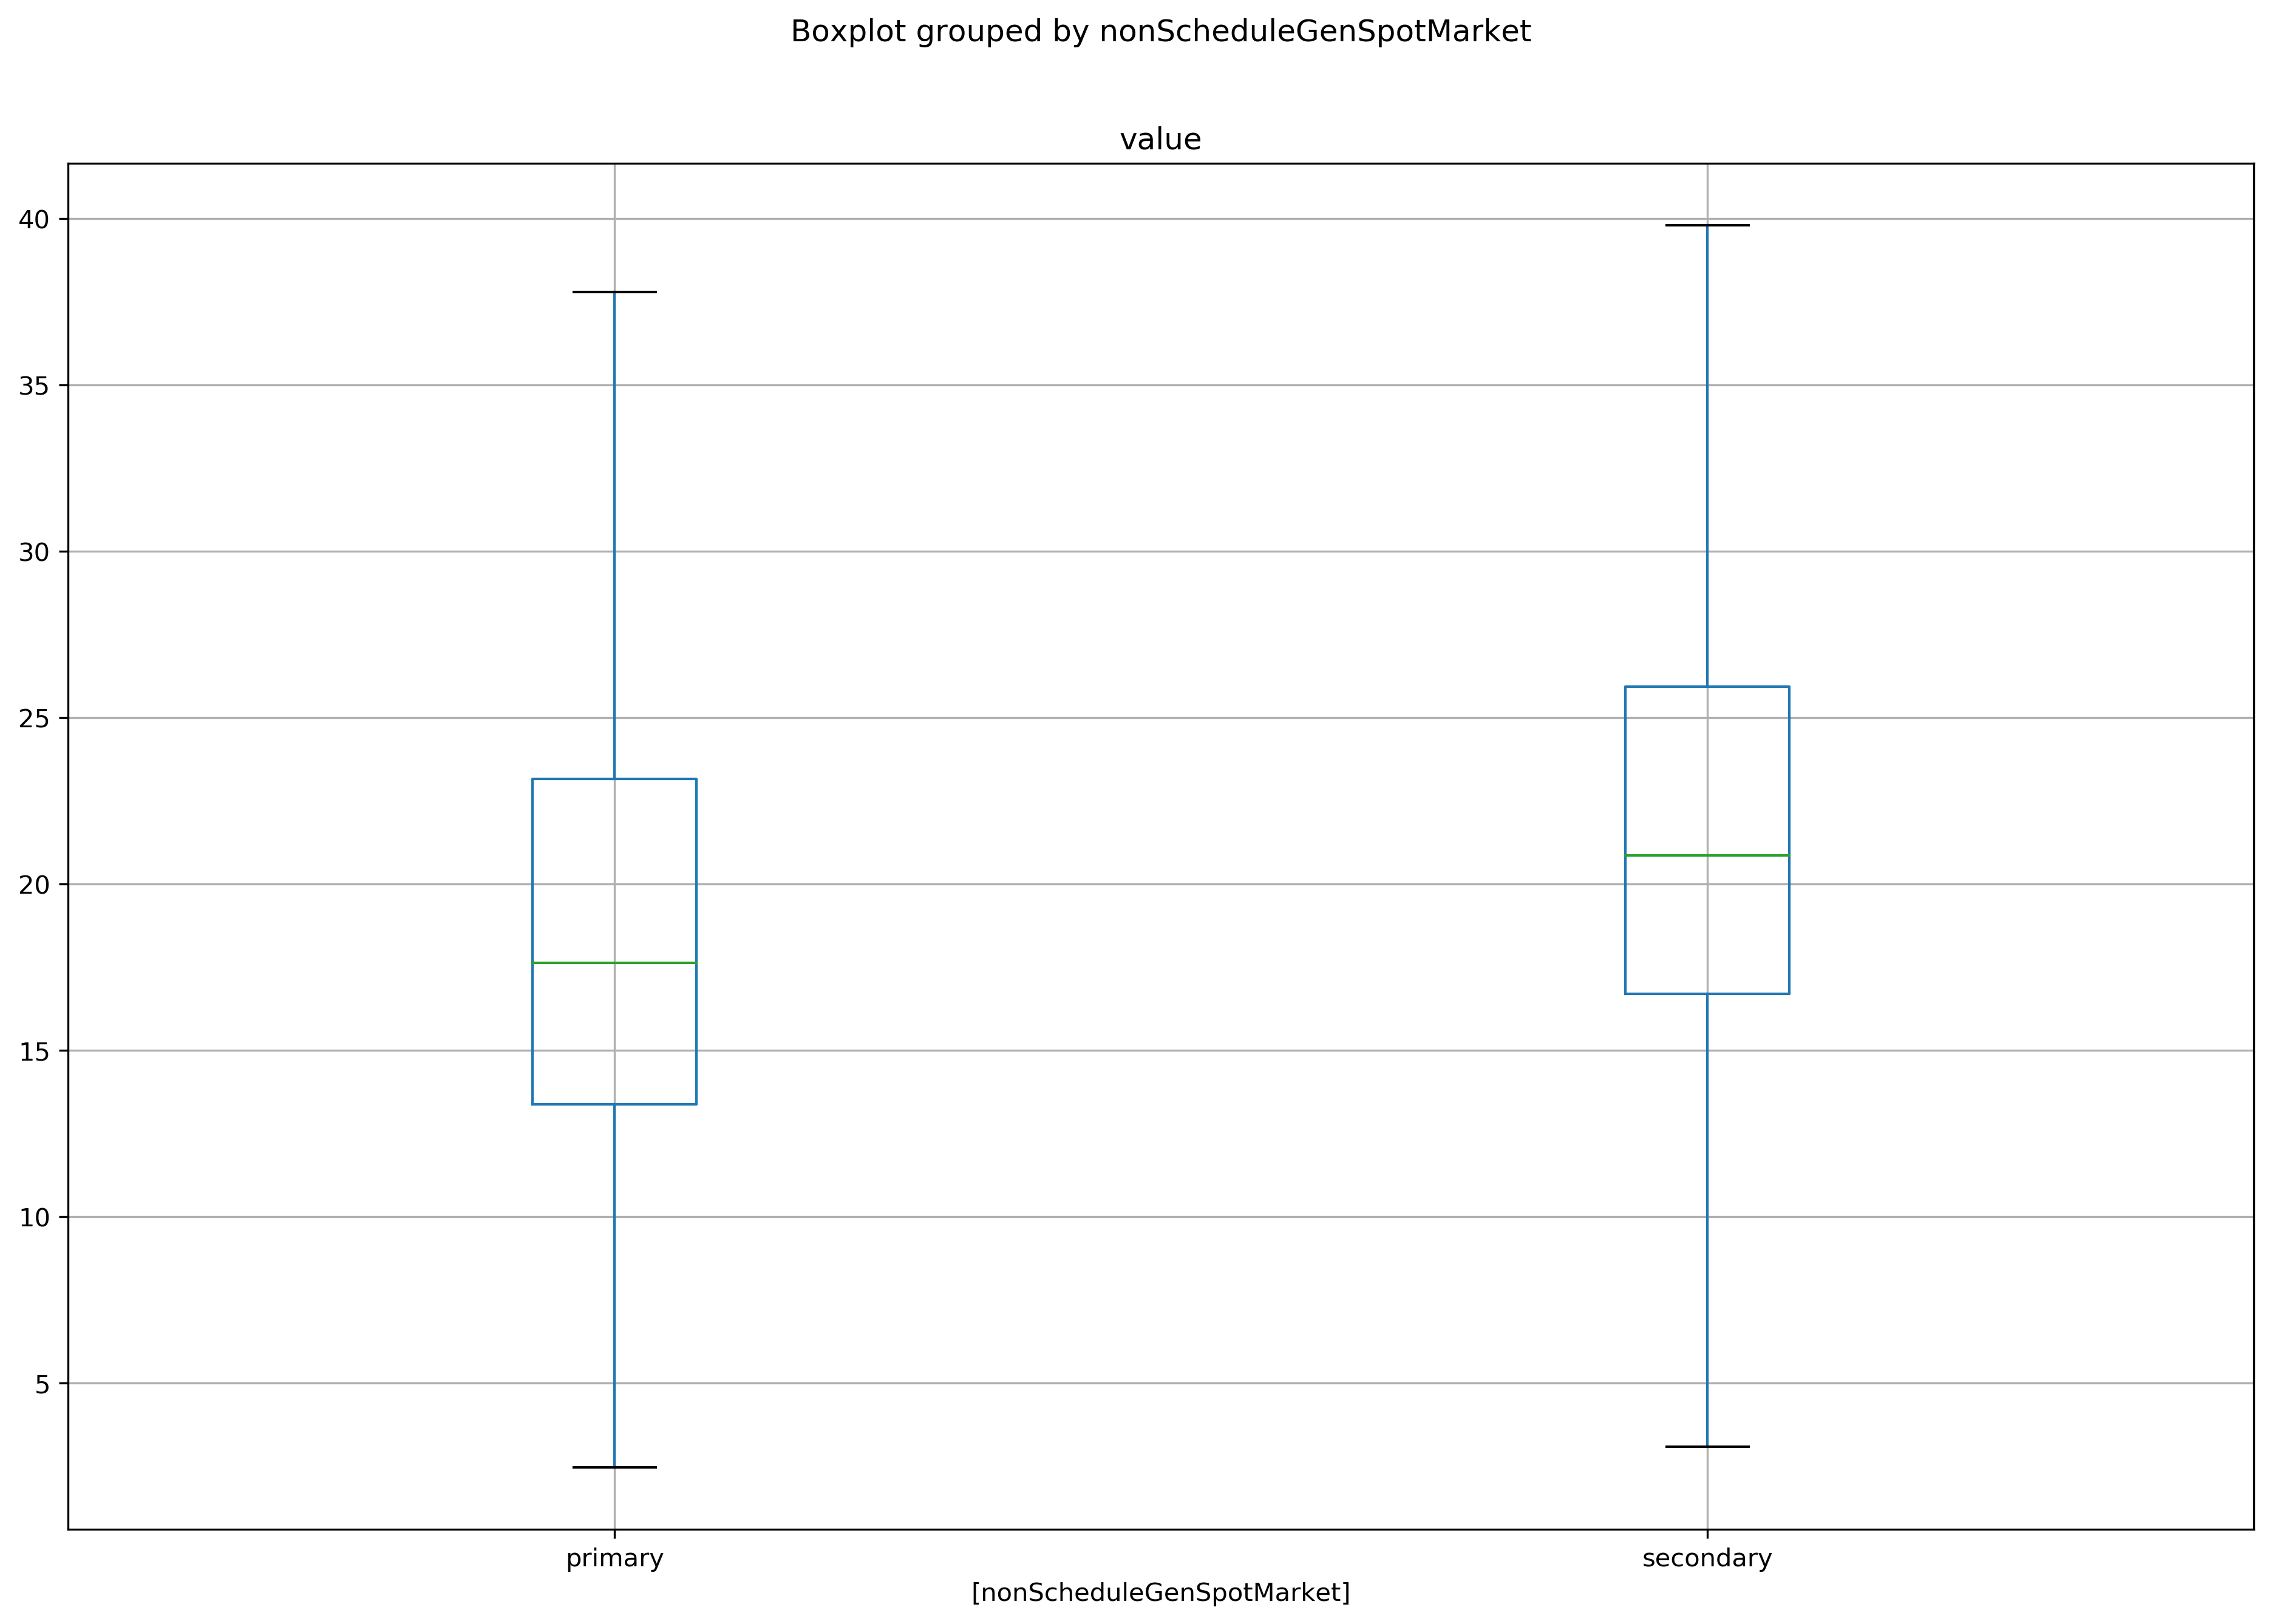 Boxplot grouped by nonScheduleGenSpotMarket
value
40
35
30
25
20
15
10
5
primary secondary
[nonScheduleGenSpotMarket]